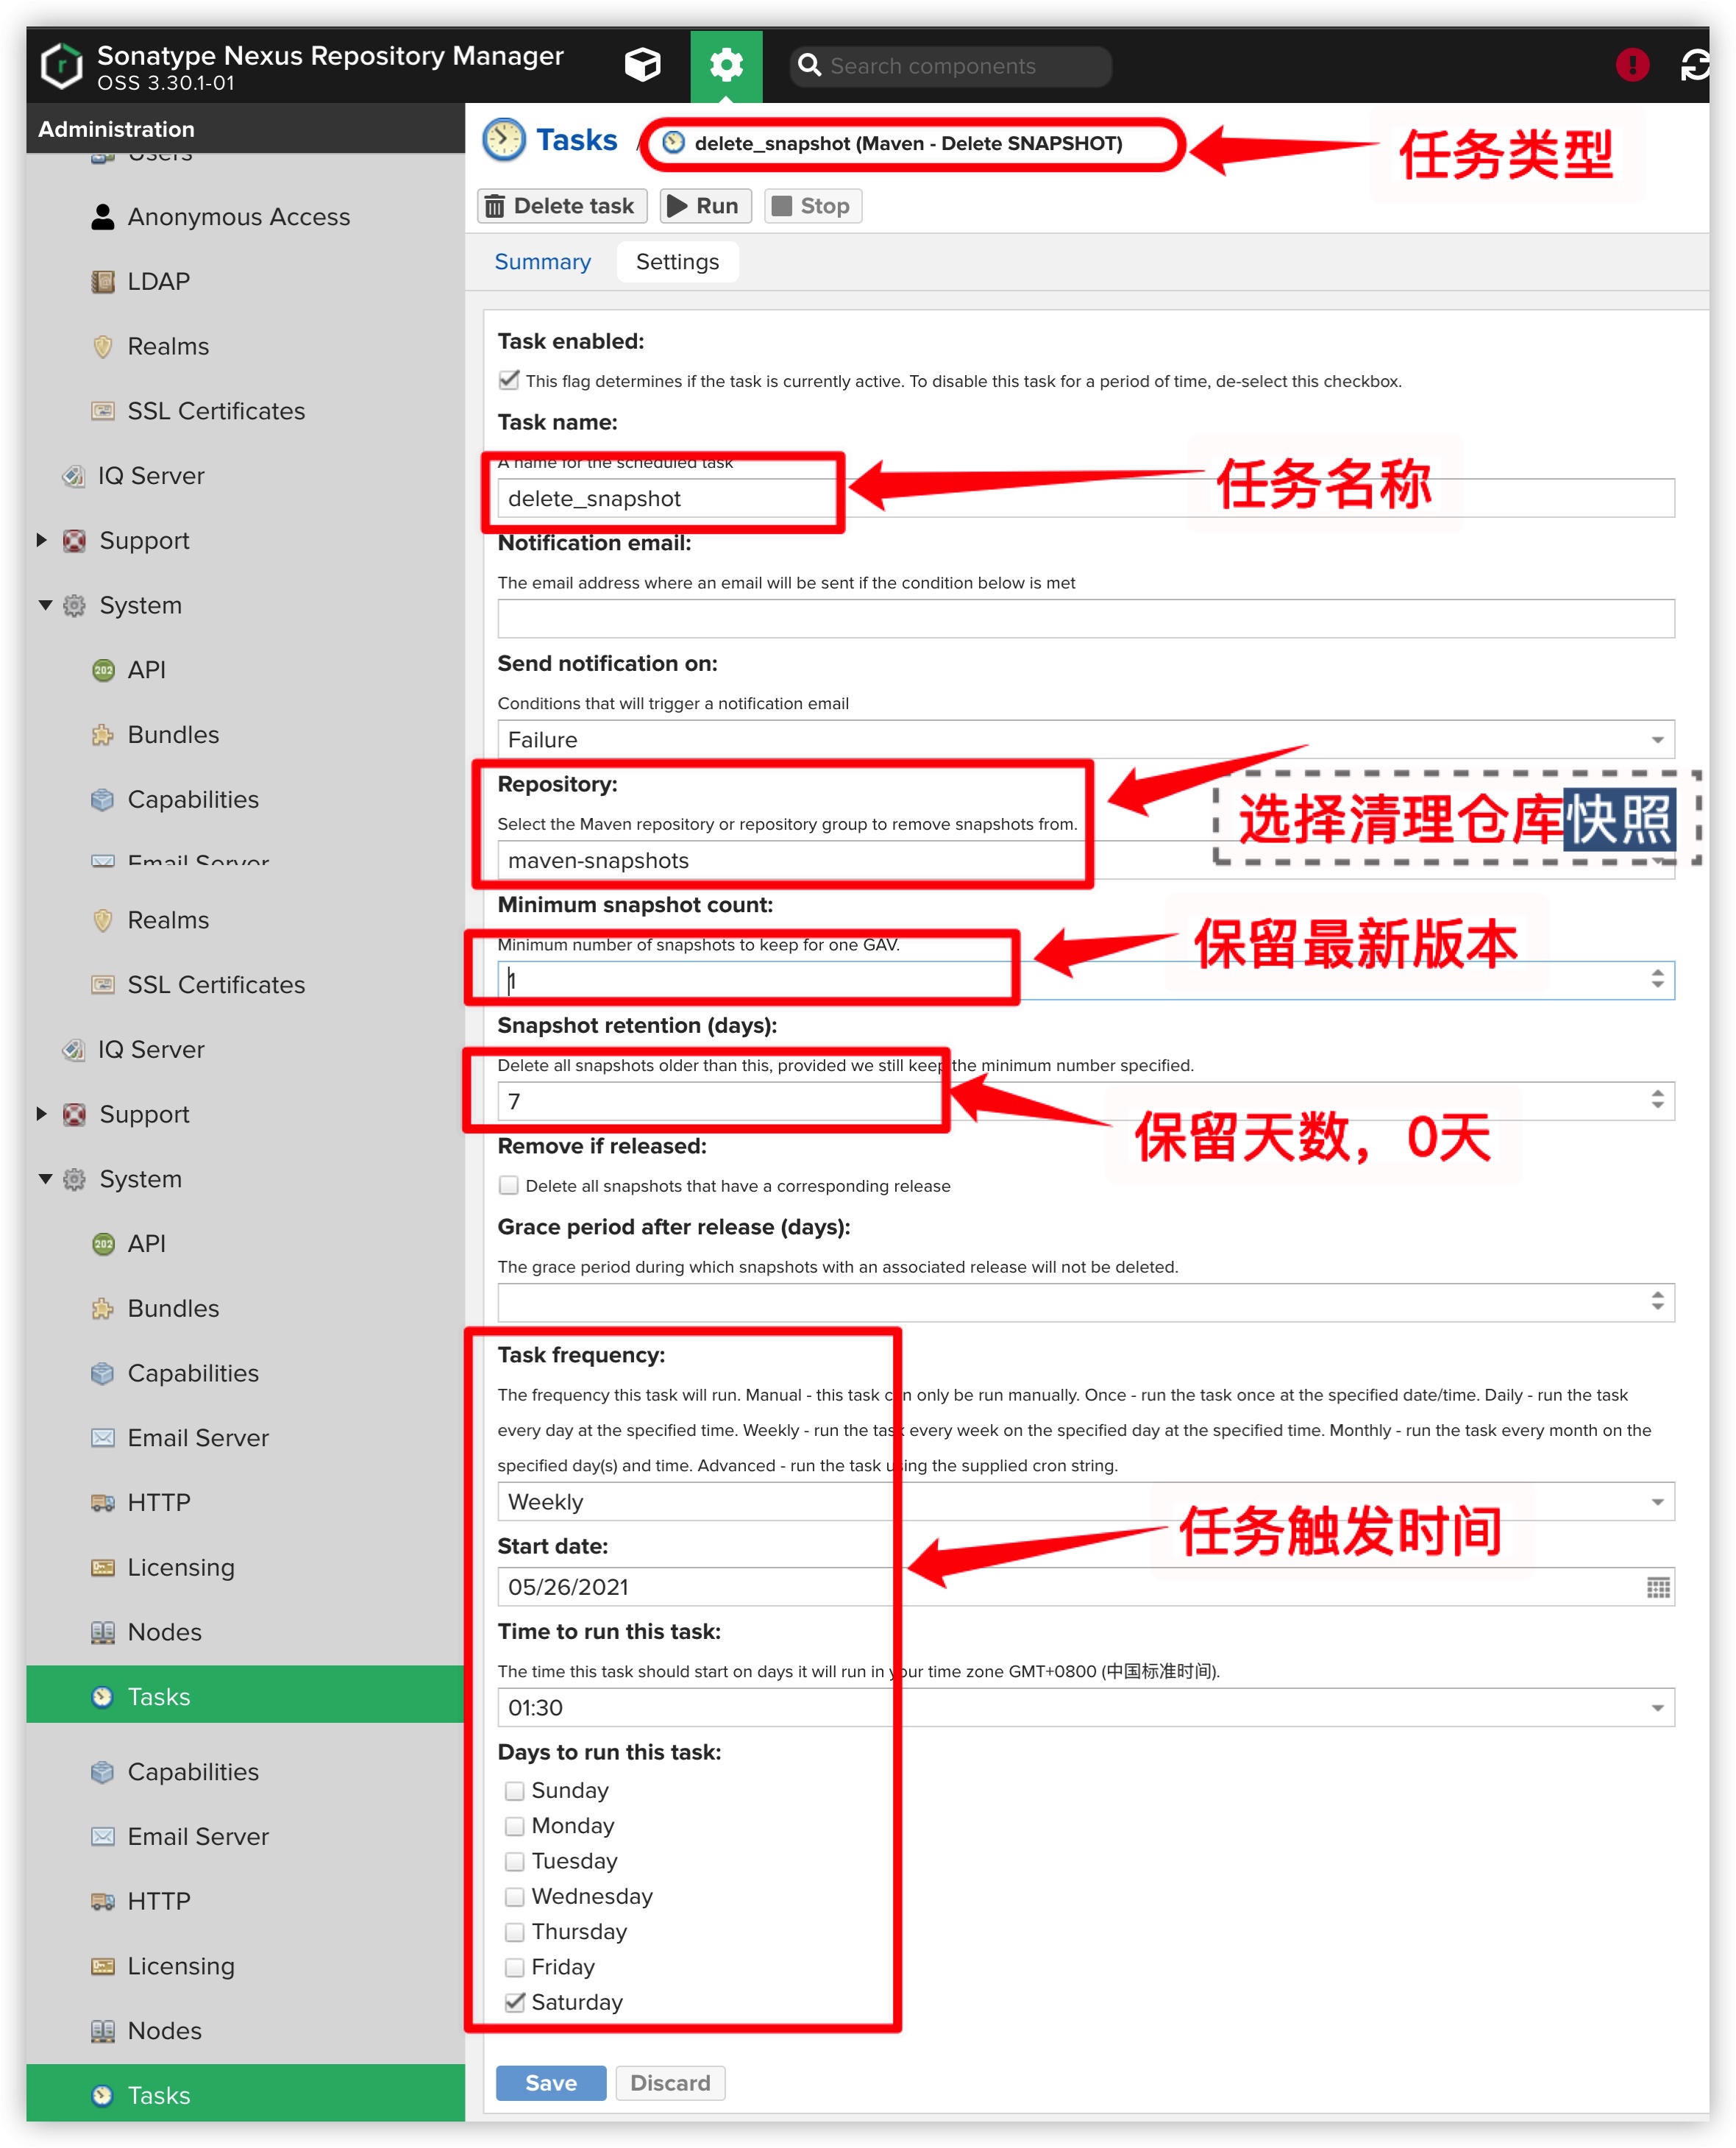 Sonatype Nexus Repository Manager
OSS 3.30.1-01
Search components
Administration
Users
Anonymous Access
LDAP
Realms
SSL Certificates
IQ Server
Support
System
API
Bundles
Capabilities
Email Server
Realms
SSL Certificates
IQ Server
Support
System
API
Bundles
Capabilities
Email Server
HTTP
Licensing
Nodes
Tasks
Capabilities
Email Server
HTTP
Licensing
Nodes
Tasks
Tasks / delete_snapshot (Maven - Delete SNAPSHOT)
任务类型
Delete task Run Stop
Summary Settings
Task enabled:
This flag determines if the task is currently active. To disable this task for a period of time, de-select this checkbox.
Task name:
A name for the scheduled task
delete_snapshot
任务名称
Notification email:
The email address where an email will be sent if the condition below is met
Send notification on:
Conditions that will trigger a notification email
Failure
Repository:
Select the Maven repository or repository group to remove snapshots from.
maven-snapshots
选择清理仓库快照
Minimum snapshot count:
Minimum number of snapshots to keep for one GAV.
1
保留最新版本
Snapshot retention (days):
Delete all snapshots older than this, provided we still keep the minimum number specified.
7
保留天数，0天
Remove if released:
Delete all snapshots that have a corresponding release
Grace period after release (days):
The grace period during which snapshots with an associated release will not be deleted.
Task frequency:
The frequency this task will run. Manual - this task can only be run manually. Once - run the task once at the specified date/time. Daily - run the task
every day at the specified time. Weekly - run the task every week on the specified day at the specified time. Monthly - run the task every month on the
specified day(s) and time. Advanced - run the task using the supplied cron string.
Weekly
任务触发时间
Start date:
05/26/2021
Time to run this task:
The time this task should start on days it will run in your time zone GMT+0800 (中国标准时间).
01:30
Days to run this task:
Sunday
Monday
Tuesday
Wednesday
Thursday
Friday
Saturday
Save Discard